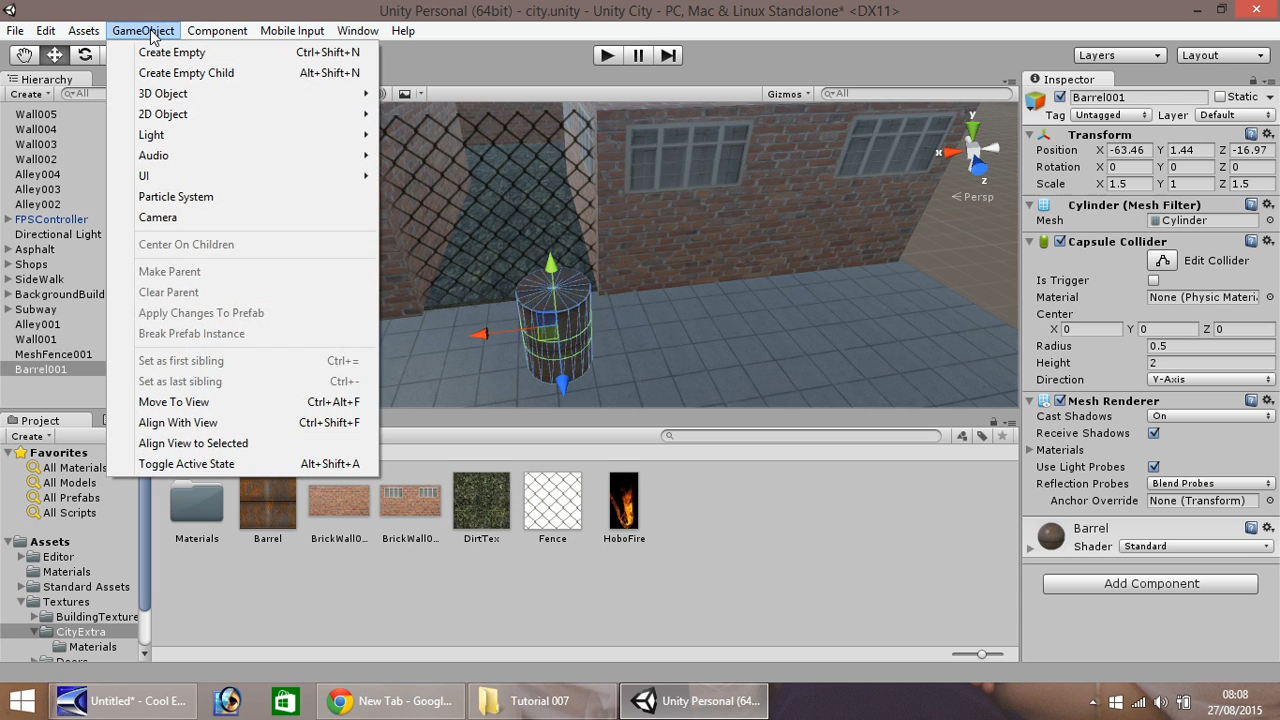 Unity Personal (64bit) - city.unity - Unity City - PC, Mac & Linux Standalone* <DX11>
File Edit Assets GameObject Component Mobile Input Window Help
Layers Layout
Hierarchy
Create All
Wall005
Wall004
Wall003
Wall002
Alley004
Alley003
Alley002
FPSController
Directional Light
Asphalt
Shops
SideWalk
BackgroundBuild
Subway
Alley001
Wall001
MeshFence001
Barrel001
Create Empty Ctrl+Shift+N
Create Empty Child Alt+Shift+N
3D Object
2D Object
Light
Audio
UI
Particle System
Camera
Center On Children
Make Parent
Clear Parent
Apply Changes To Prefab
Break Prefab Instance
Set as first sibling Ctrl+=
Set as last sibling Ctrl+-
Move To View Ctrl+Alt+F
Align With View Ctrl+Shift+F
Align View to Selected
Toggle Active State Alt+Shift+A
Gizmos All
y
x
z
Persp
Inspector
Barrel001 Static
Tag Untagged Layer Default
Transform
Position X -63.46 Y 1.44 Z -16.97
Rotation X 0 Y 0 Z 0
Scale X 1.5 Y 1 Z 1.5
Cylinder (Mesh Filter)
Mesh Cylinder
Capsule Collider
Edit Collider
Is Trigger
Material None (Physic Materi
Center
X 0 Y 0 Z 0
Radius 0.5
Height 2
Direction Y-Axis
Mesh Renderer
Cast Shadows On
Receive Shadows
Materials
Use Light Probes
Reflection Probes Blend Probes
Anchor Override None (Transform)
Barrel
Shader Standard
Add Component
Project
Create
Favorites
All Materials
All Models
All Prefabs
All Scripts
Assets
Editor
Materials
Standard Assets
Textures
BuildingTexture
CityExtra
Materials
Materials Barrel BrickWallO... BrickWallO... DirtTex Fence HoboFire
Untitled* - Cool E... New Tab - Googl... Tutorial 007 Unity Personal (64...
08:08
27/08/2015